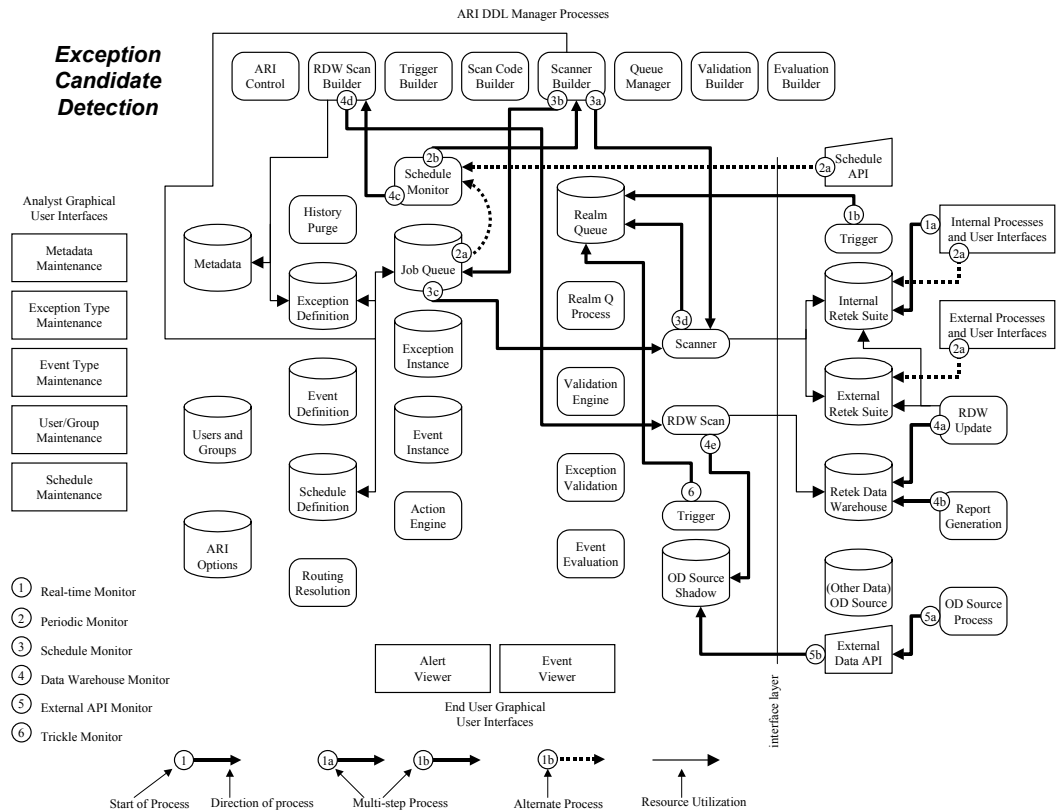 ARI DDL Manager Processes
Exception
Candidate
Detection
ARI
Control
RDW Scan
Builder
4d
Trigger
Builder
Scan Code
Builder
Scanner
Builder
3b
3a
Queue
Manager
Validation
Builder
Evaluation
Builder
2b
Schedule
Monitor
4c
2a
Schedule
API
Analyst Graphical
User Interfaces
Metadata
Maintenance
Exception Type
Maintenance
Event Type
Maintenance
User/Group
Maintenance
Schedule
Maintenance
History
Purge
Realm
Queue
1b
Trigger
1a
Internal Processes
and User Interfaces
2a
Metadata
2a
Job Queue
3c
Exception
Definition
Realm Q
Process
3d
Scanner
Internal
Retek Suite
External Processes
and User Interfaces
2a
Exception
Instance
Event
Definition
Validation
Engine
External
Retek Suite
RDW
Update
4a
Users and
Groups
Event
Instance
RDW Scan
4e
Schedule
Definition
Exception
Validation
6
Trigger
Retek Data
Warehouse
4b
Report
Generation
Action
Engine
ARI
Options
Routing
Resolution
Event
Evaluation
OD Source
Shadow
(Other Data)
OD Source
OD Source
Process
5a
5b
External
Data API
1 Real-time Monitor
2 Periodic Monitor
3 Schedule Monitor
4 Data Warehouse Monitor
5 External API Monitor
6 Trickle Monitor
Alert
Viewer
Event
Viewer
End User Graphical
User Interfaces
interface layer
1
1a
1b
1b
Start of Process
Direction of process
Multi-step Process
Alternate Process
Resource Utilization